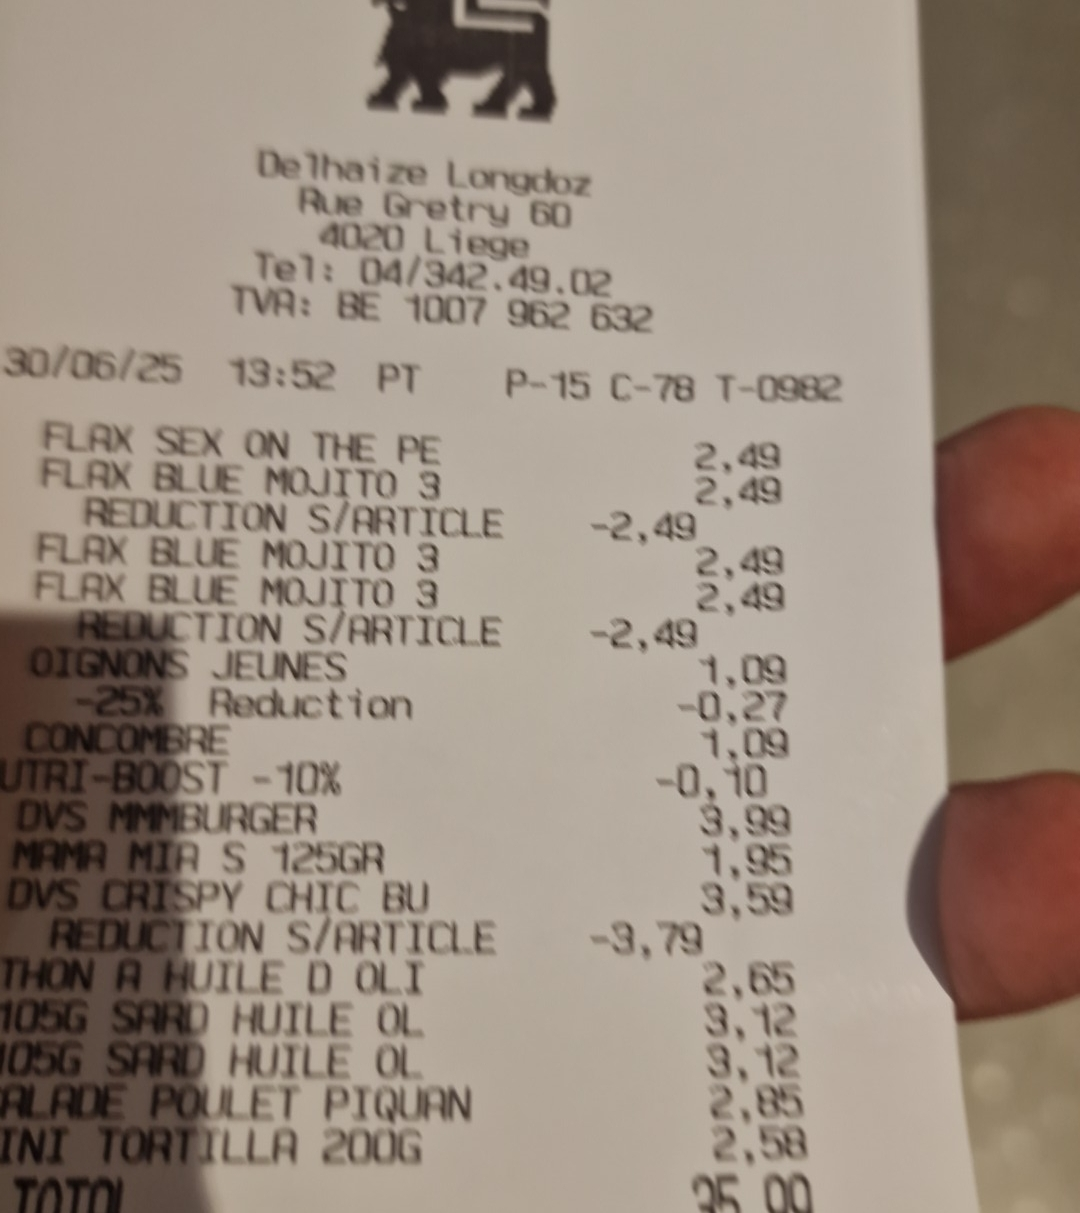 Delhaize Longdoz
Rue Gretry 60
4020 Liege
Tel: 04/342.49.02
TVA: BE 1007 962 632
30/06/25 13:52 PT P-15 C-78 T-0982
FLAX SEX ON THE PE 2,49
FLAX BLUE MOJITO 3 2,49
REDUCTION S/ARTICLE -2,49
FLAX BLUE MOJITO 3 2,49
FLAX BLUE MOJITO 3 2,49
REDUCTION S/ARTICLE -2,49
OIGNONS JEUNES 1,09
-25% Reduction -0,27
CONCOMBRE 1,09
UTRI-BOOST -10% -0,10
DVS MMMBURGER 3,99
MAMA MIA S 125GR 1,95
DVS CRISPY CHIC BU 3,59
REDUCTION S/ARTICLE -3,79
THON A HUILE D OLI 2,65
105G SARD HUILE OL 3,12
105G SARD HUILE OL 3,12
ALADE POULET PIQUAN 2,85
INI TORTILLA 200G 2,58
TOTAL